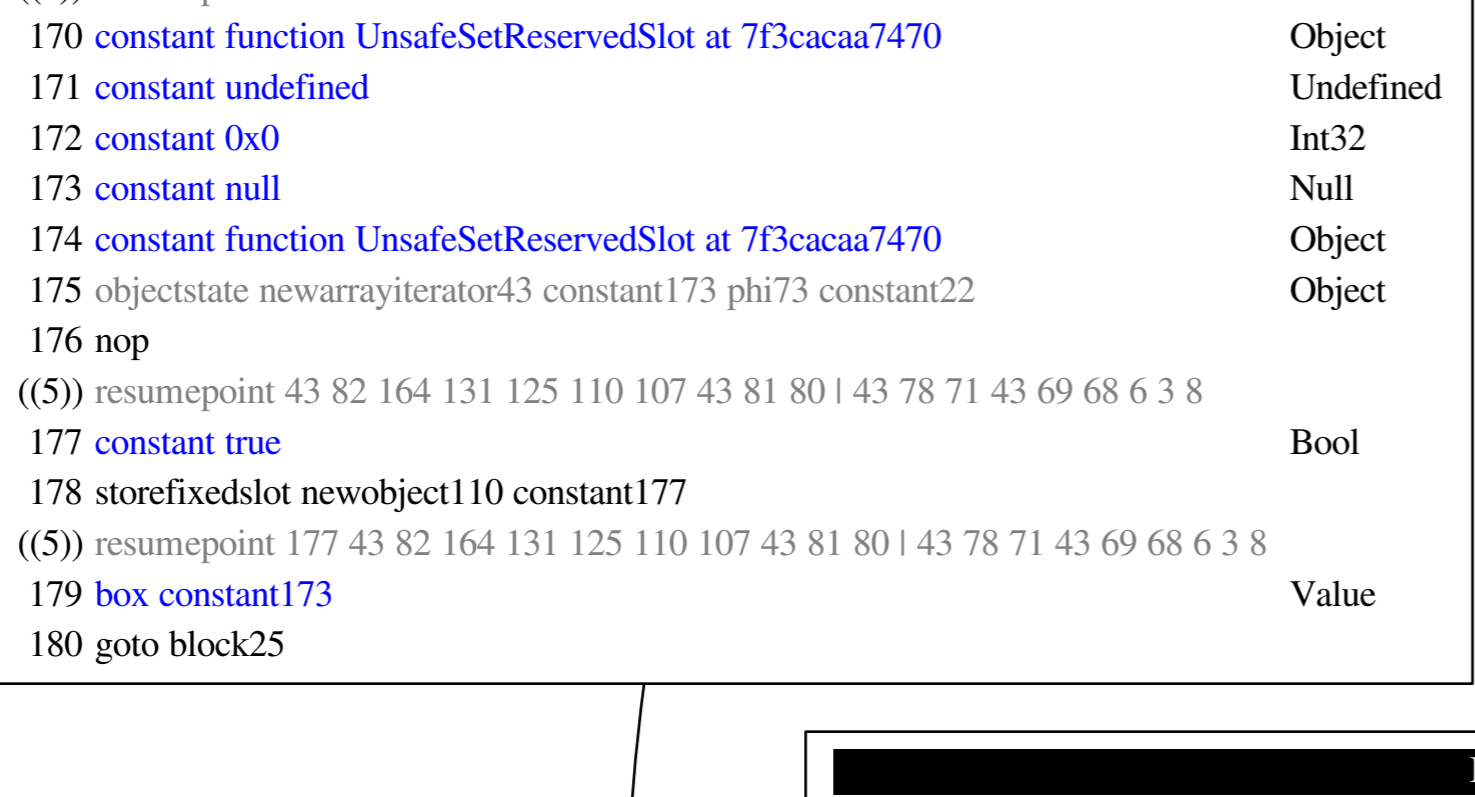 170 constant function UnsafeSetReservedSlot at 7f3cacaa7470 Object
171 constant undefined Undefined
172 constant 0x0 Int32
173 constant null Null
174 constant function UnsafeSetReservedSlot at 7f3cacaa7470 Object
175 objectstate newarrayiterator43 constant173 phi73 constant22 Object
176 nop
((5)) resumepoint 43 82 164 131 125 110 107 43 81 80 | 43 78 71 43 69 68 6 3 8
177 constant true Bool
178 storefixedslot newobject110 constant177
((5)) resumepoint 177 43 82 164 131 125 110 107 43 81 80 | 43 78 71 43 69 68 6 3 8
179 box constant173 Value
180 goto block25